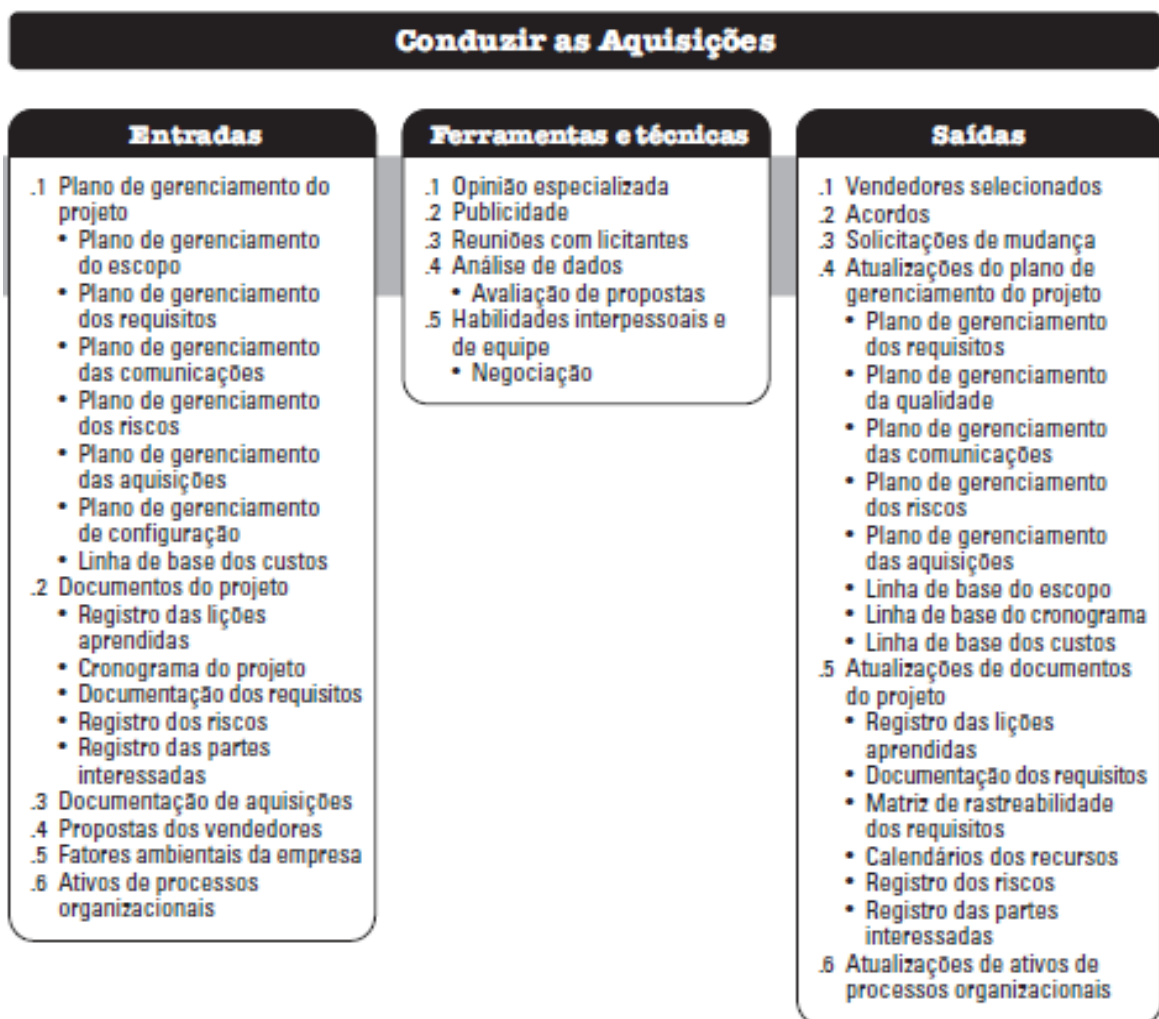 Conduzir as Aquisições
Entradas
.1 Plano de gerenciamento do
projeto
• Plano de gerenciamento
do escopo
• Plano de gerenciamento
dos requisitos
• Plano de gerenciamento
das comunicações
• Plano de gerenciamento
dos riscos
• Plano de gerenciamento
das aquisições
• Plano de gerenciamento
de configuração
• Linha de base dos custos
.2 Documentos do projeto
• Registro das lições
aprendidas
• Cronograma do projeto
• Documentação dos requisitos
• Registro dos riscos
• Registro das partes
interessadas
.3 Documentação de aquisições
.4 Propostas dos vendedores
.5 Fatores ambientais da empresa
.6 Ativos de processos
organizacionais
Ferramentas e técnicas
.1 Opinião especializada
.2 Publicidade
.3 Reuniões com licitantes
.4 Análise de dados
• Avaliação de propostas
.5 Habilidades interpessoais e
de equipe
• Negociação
Saídas
.1 Vendedores selecionados
.2 Acordos
.3 Solicitações de mudança
.4 Atualizações do plano de
gerenciamento do projeto
• Plano de gerenciamento
dos requisitos
• Plano de gerenciamento
da qualidade
• Plano de gerenciamento
das comunicações
• Plano de gerenciamento
dos riscos
• Plano de gerenciamento
das aquisições
• Linha de base do escopo
• Linha de base do cronograma
• Linha de base dos custos
.5 Atualizações de documentos
do projeto
• Registro das lições
aprendidas
• Documentação dos requisitos
• Matriz de rastreabilidade
dos requisitos
• Calendários dos recursos
• Registro dos riscos
• Registro das partes
interessadas
.6 Atualizações de ativos de
processos organizacionais